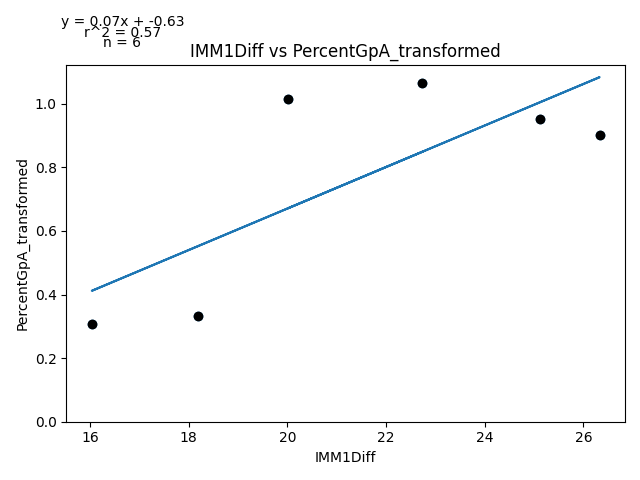 y = 0.07x + -0.63
r^2 = 0.57
n = 6
IMM1Diff vs PercentGpA_transformed
1.0
0.8
0.6
0.4
0.2
0.0
PercentGpA_transformed
16 18 20 22 24 26
IMM1Diff